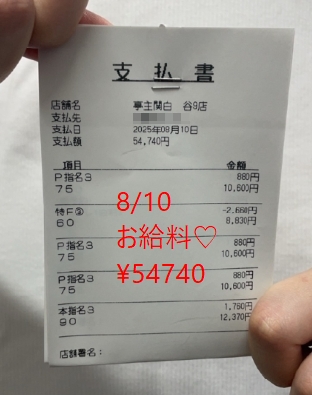 支払書
店舗名 亭主関白 谷9店
支払先
支払日 2025年08月10日
支払額 54,740円
項目 金額
P指名3 880円
75 10,600円
特F③ -2,660円
60 8,830円
P指名3 880円
75 10,600円
P指名3 880円
75 10,600円
本指名3 1,760円
90 12,370円
店舗署名：
8/10
お給料♡
¥54740